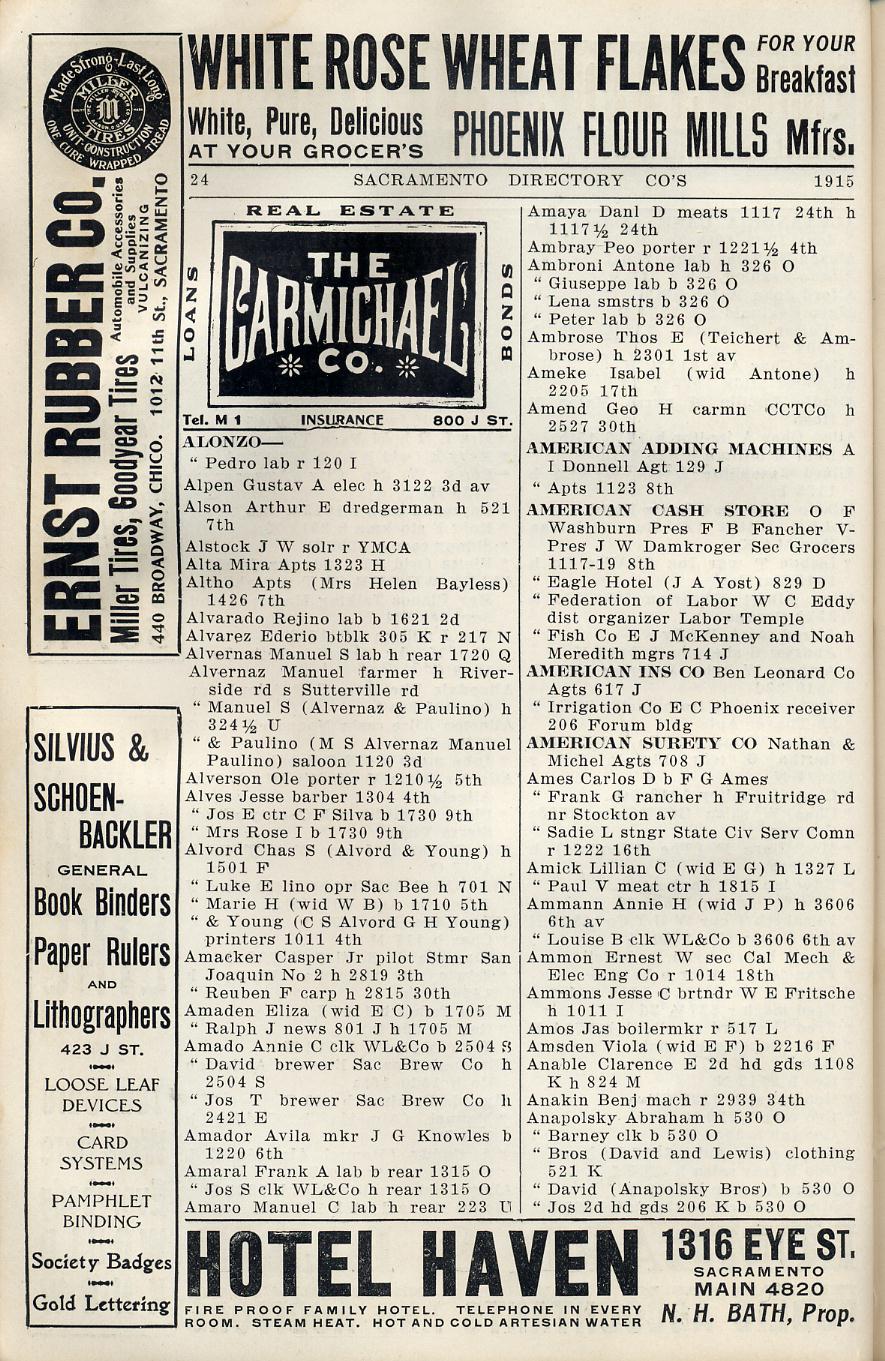 WHITE ROSE WHEAT FLAKES FOR YOUR Breakfast
White, Pure, Delicious
AT YOUR GROCER'S
PHOENIX FLOUR MILLS Mfrs.
Made Strong-Last Long
MILLER
M
TIRES
UNIT-CONSTRUCTION
ONE CURE WRAPPED TREAD
ERNST RUBBER CO.
Miller Tires, Goodyear Tires
Automobile Accessories
and Supplies
VULCANIZING
440 BROADWAY, CHICO. 1012 11th St., SACRAMENTO
SILVIUS &
SCHOEN-
BACKLER
GENERAL
Book Binders
Paper Rulers
AND
Lithographers
423 J ST.
LOOSE LEAF
DEVICES
CARD
SYSTEMS
PAMPHLET
BINDING
Society Badges
Gold Lettering
24 SACRAMENTO DIRECTORY CO'S 1915
REAL ESTATE
LOANS
THE
CARMICHAEL
CO.
BONDS
Tel. M 1 INSURANCE 800 J ST.
ALONZO—
" Pedro lab r 120 I
Alpen Gustav A elec h 3122 3d av
Alson Arthur E dredgerman h 521
7th
Alstock J W solr r YMCA
Alta Mira Apts 1323 H
Altho Apts (Mrs Helen Bayless)
1426 7th
Alvarado Rejino lab b 1621 2d
Alvarez Ederio btblk 305 K r 217 N
Alvernas Manuel S lab h rear 1720 Q
Alvernaz Manuel farmer h River-
side rd s Sutterville rd
" Manuel S (Alvernaz & Paulino) h
324½ U
" & Paulino (M S Alvernaz Manuel
Paulino) saloon 1120 3d
Alverson Ole porter r 1210½ 5th
Alves Jesse barber 1304 4th
" Jos E ctr C F Silva b 1730 9th
" Mrs Rose I b 1730 9th
Alvord Chas S (Alvord & Young) h
1501 F
" Luke E lino opr Sac Bee h 701 N
" Marie H (wid W B) b 1710 5th
" & Young (C S Alvord G H Young)
printers 1011 4th
Amacker Casper Jr pilot Stmr San
Joaquin No 2 h 2819 3th
" Reuben F carp h 2815 30th
Amaden Eliza (wid E C) b 1705 M
" Ralph J news 801 J h 1705 M
Amado Annie C clk WL&Co b 2504 S
" David brewer Sac Brew Co h
2504 S
" Jos T brewer Sac Brew Co h
2421 E
Amador Avila mkr J G Knowles b
1220 6th
Amaral Frank A lab b rear 1315 O
" Jos S clk WL&Co h rear 1315 O
Amaro Manuel C lab h rear 223 U
Amaya Danl D meats 1117 24th h
1117½ 24th
Ambray Peo porter r 1221½ 4th
Ambroni Antone lab h 326 O
" Giuseppe lab b 326 O
" Lena smstrs b 326 O
" Peter lab b 326 O
Ambrose Thos E (Teichert & Am-
brose) h 2301 1st av
Ameke Isabel (wid Antone) h
2205 17th
Amend Geo H carmn CCTCo h
2527 30th
AMERICAN ADDING MACHINES A
I Donnell Agt 129 J
" Apts 1123 8th
AMERICAN CASH STORE O F
Washburn Pres F B Fancher V-
Pres J W Damkroger Sec Grocers
1117-19 8th
" Eagle Hotel (J A Yost) 829 D
" Federation of Labor W C Eddy
dist organizer Labor Temple
" Fish Co E J McKenney and Noah
Meredith mgrs 714 J
AMERICAN INS CO Ben Leonard Co
Agts 617 J
" Irrigation Co E C Phoenix receiver
206 Forum bldg
AMERICAN SURETY CO Nathan &
Michel Agts 708 J
Ames Carlos D b F G Ames
" Frank G rancher h Fruitridge rd
nr Stockton av
" Sadie L stngr State Civ Serv Comn
r 1222 16th
Amick Lillian C (wid E G) h 1327 L
" Paul V meat ctr h 1815 I
Ammann Annie H (wid J P) h 3606
6th av
" Louise B clk WL&Co b 3606 6th av
Ammon Ernest W sec Cal Mech &
Elec Eng Co r 1014 18th
Ammons Jesse C brtndr W E Fritsche
h 1011 I
Amos Jas boilermkr r 517 L
Amsden Viola (wid E F) b 2216 F
Anable Clarence E 2d hd gds 1108
K h 824 M
Anakin Benj mach r 2939 34th
Anapolsky Abraham h 530 O
" Barney clk b 530 O
" Bros (David and Lewis) clothing
521 K
" David (Anapolsky Bros) b 530 O
" Jos 2d hd gds 206 K b 530 O
HOTEL HAVEN
FIRE PROOF FAMILY HOTEL. TELEPHONE IN EVERY
ROOM. STEAM HEAT. HOT AND COLD ARTESIAN WATER
1316 EYE ST.
SACRAMENTO
MAIN 4820
N. H. BATH, Prop.